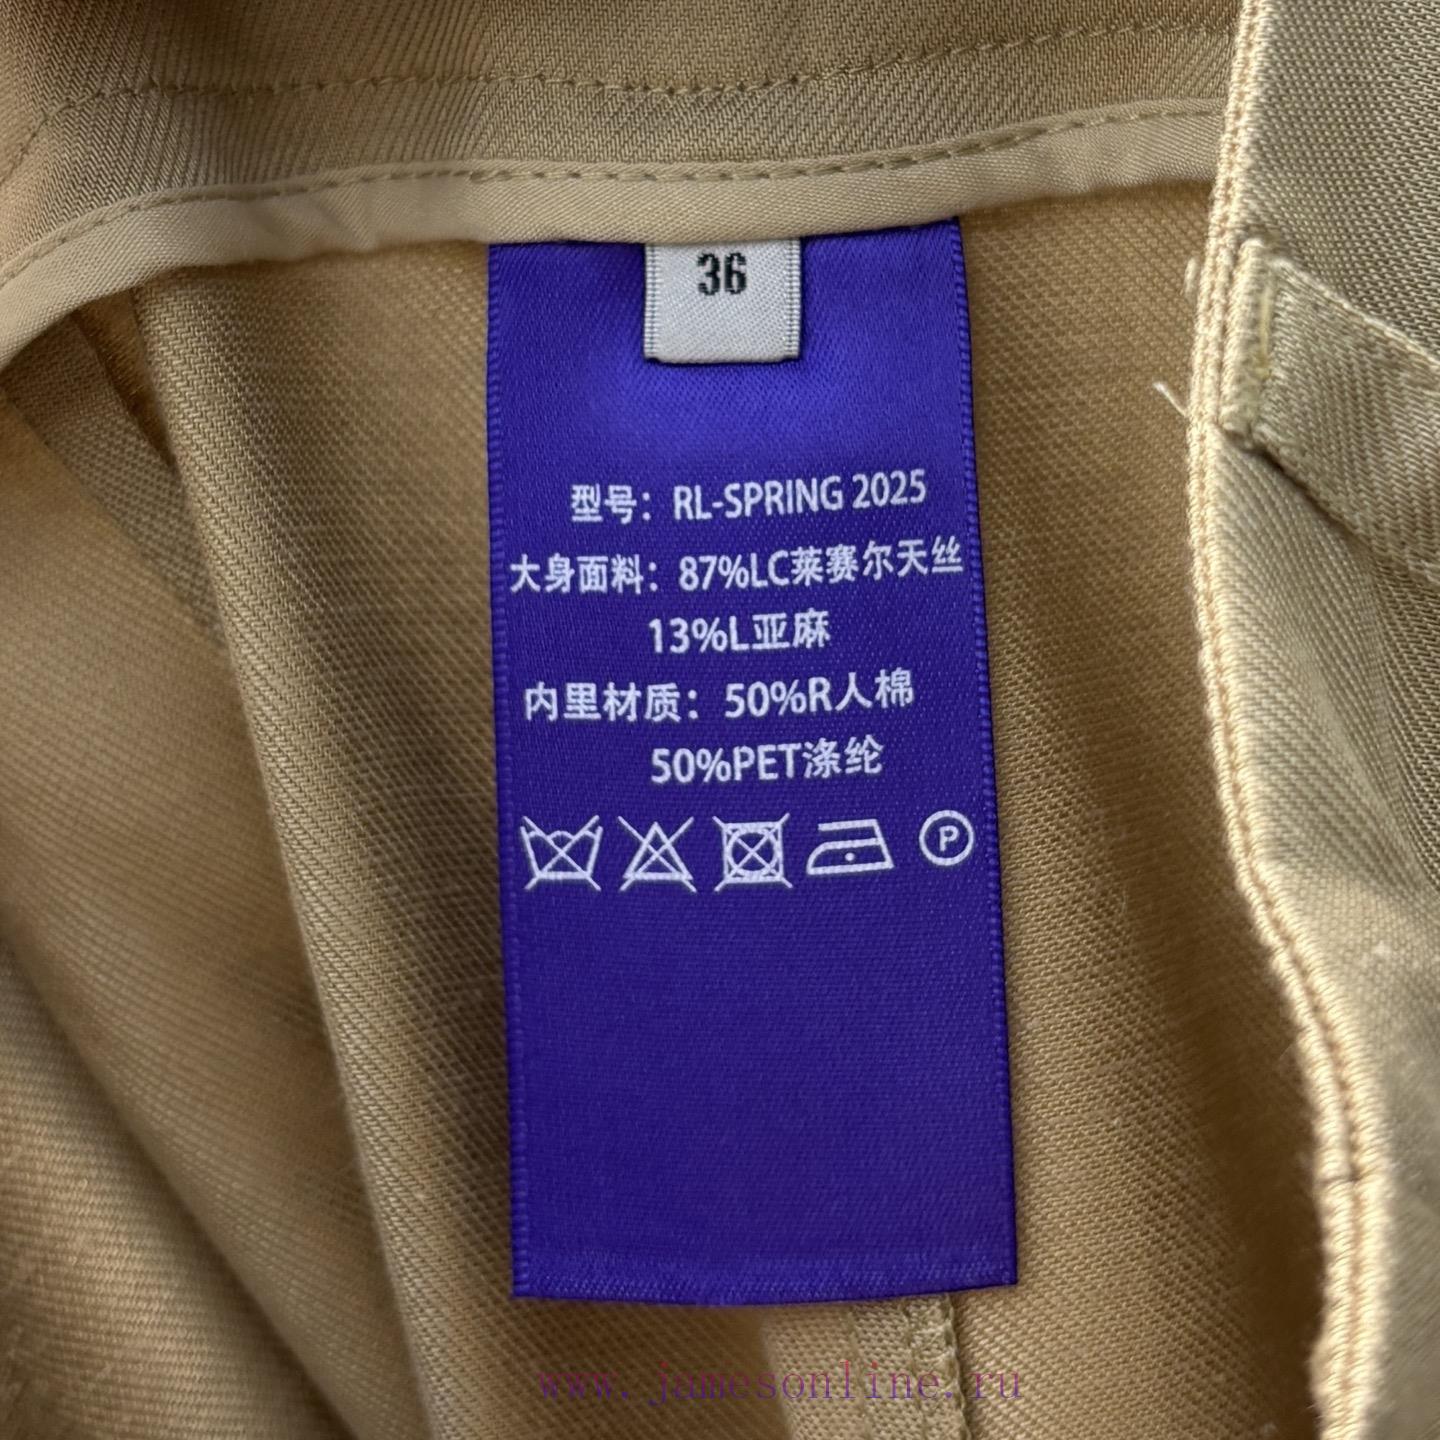 36
型号：RL-SPRING 2025
大身面料：87%LC莱赛尔天丝
13%L亚麻
内里材质：50%R人棉
50%PET涤纶
P
www.jamesonline.ru